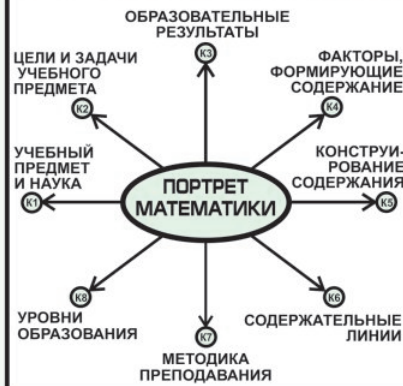 ОБРАЗОВАТЕЛЬНЫЕ
РЕЗУЛЬТАТЫ
К3
ЦЕЛИ И ЗАДАЧИ
УЧЕБНОГО
ПРЕДМЕТА
К2
ФАКТОРЫ,
ФОРМИРУЮЩИЕ
СОДЕРЖАНИЕ
К4
УЧЕБНЫЙ
ПРЕДМЕТ
И НАУКА
К1
ПОРТРЕТ
МАТЕМАТИКИ
КОНСТРУИ-
РОВАНИЕ
СОДЕРЖАНИЯ
К5
К8
УРОВНИ
ОБРАЗОВАНИЯ
К7
МЕТОДИКА
ПРЕПОДАВАНИЯ
К6
СОДЕРЖАТЕЛЬНЫЕ
ЛИНИИ